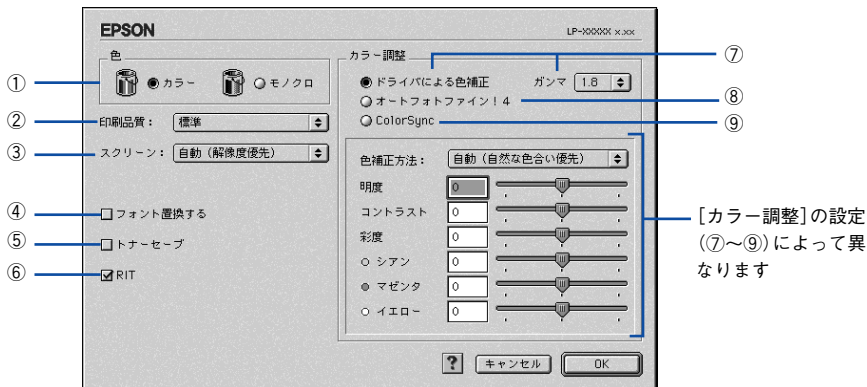 EPSON
LP-XXXXX x.xx
色
カラー調整
⑦
①
カラー
モノクロ
ドライバによる色補正
ガンマ
1.8
オートフォトファイン！4
⑧
②
印刷品質：
標準
ColorSync
⑨
③
スクリーン：
自動（解像度優先）
色補正方法：
自動（自然な色合い優先）
明度
0
④
フォント置換する
コントラスト
0
⑤
トナーセーブ
彩度
0
⑥
RIT
シアン
0
マゼンタ
0
イエロー
0
[カラー調整]の設定
(⑦〜⑨)によって異
なります
?
キャンセル
OK